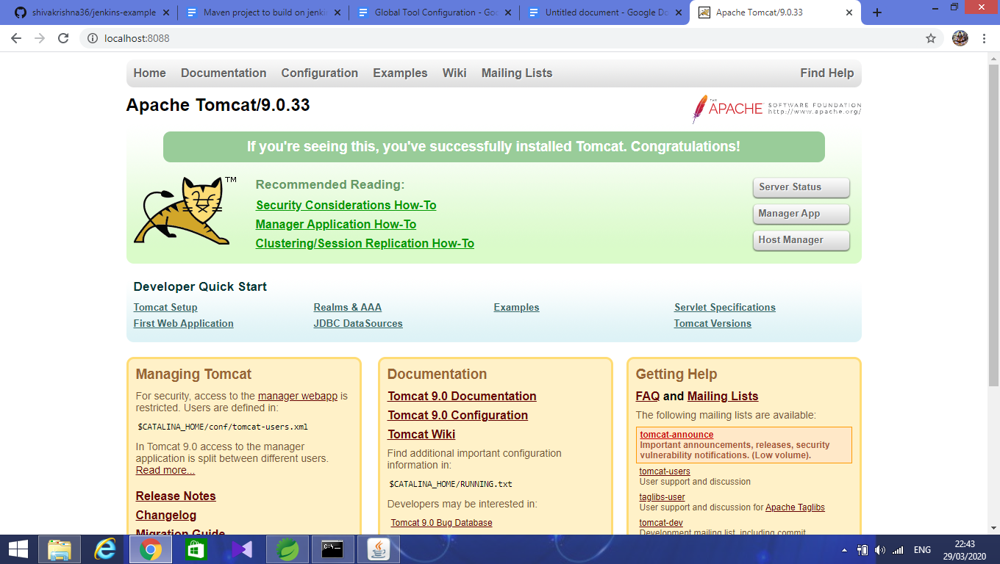 shivakrishna36/jenkins-example
Maven project to build on jenki
Global Tool Configuration - Goo
Untitled document - Google Do
Apache Tomcat/9.0.33
localhost:8088
Home Documentation Configuration Examples Wiki Mailing Lists Find Help
Apache Tomcat/9.0.33
THE APACHE SOFTWARE FOUNDATION
http://www.apache.org/
If you're seeing this, you've successfully installed Tomcat. Congratulations!
TM
Recommended Reading:
Security Considerations How-To
Manager Application How-To
Clustering/Session Replication How-To
Server Status
Manager App
Host Manager
Developer Quick Start
Tomcat Setup
First Web Application
Realms & AAA
JDBC DataSources
Examples
Servlet Specifications
Tomcat Versions
Managing Tomcat
For security, access to the manager webapp is
restricted. Users are defined in:
$CATALINA_HOME/conf/tomcat-users.xml
In Tomcat 9.0 access to the manager
application is split between different users.
Read more...
Release Notes
Changelog
Migration Guide
Documentation
Tomcat 9.0 Documentation
Tomcat 9.0 Configuration
Tomcat Wiki
Find additional important configuration
information in:
$CATALINA_HOME/RUNNING.txt
Developers may be interested in:
Tomcat 9.0 Bug Database
Getting Help
FAQ and Mailing Lists
The following mailing lists are available:
tomcat-announce
Important announcements, releases, security
vulnerability notifications. (Low volume).
tomcat-users
User support and discussion
taglibs-user
User support and discussion for Apache Taglibs
tomcat-dev
Development mailing list, including commit
C:\.
ENG
22:43
29/03/2020